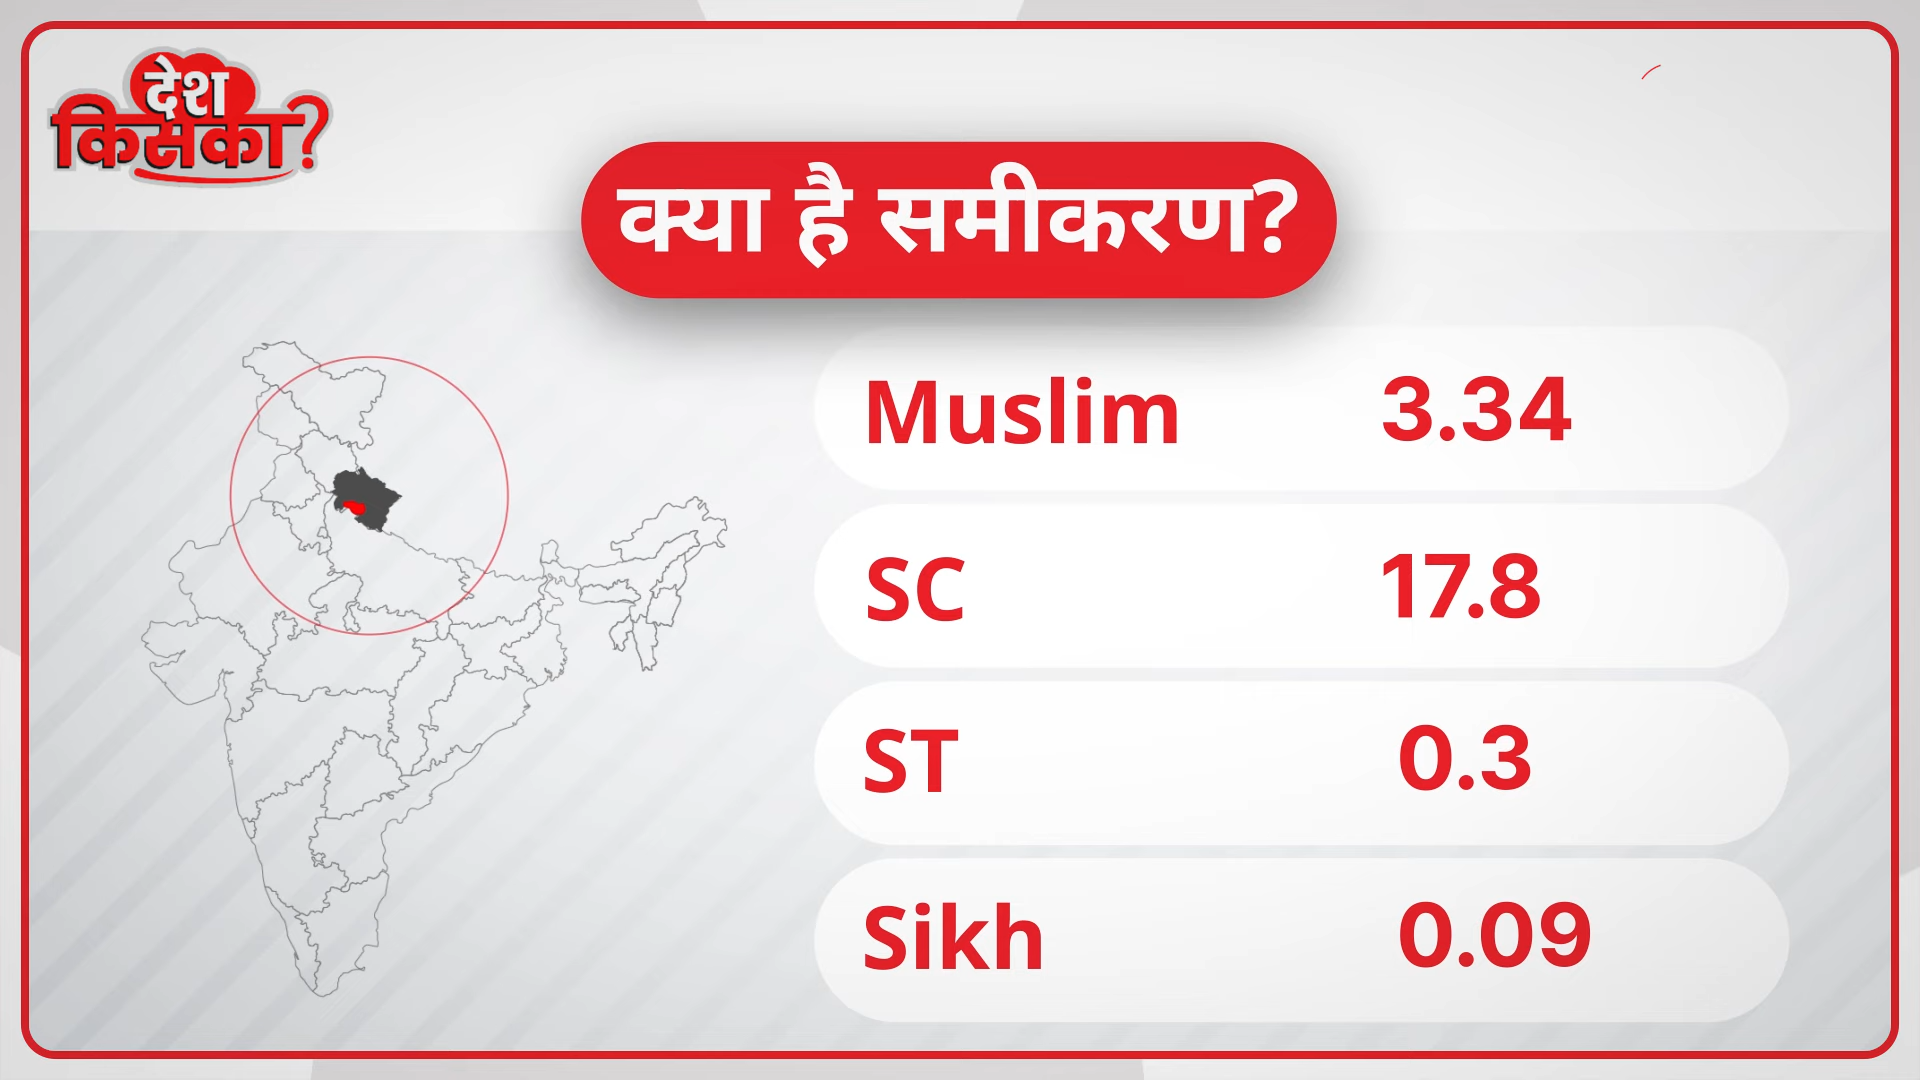 देश
किसका?
क्या है समीकरण?
Muslim 3.34
SC 17.8
ST 0.3
Sikh 0.09